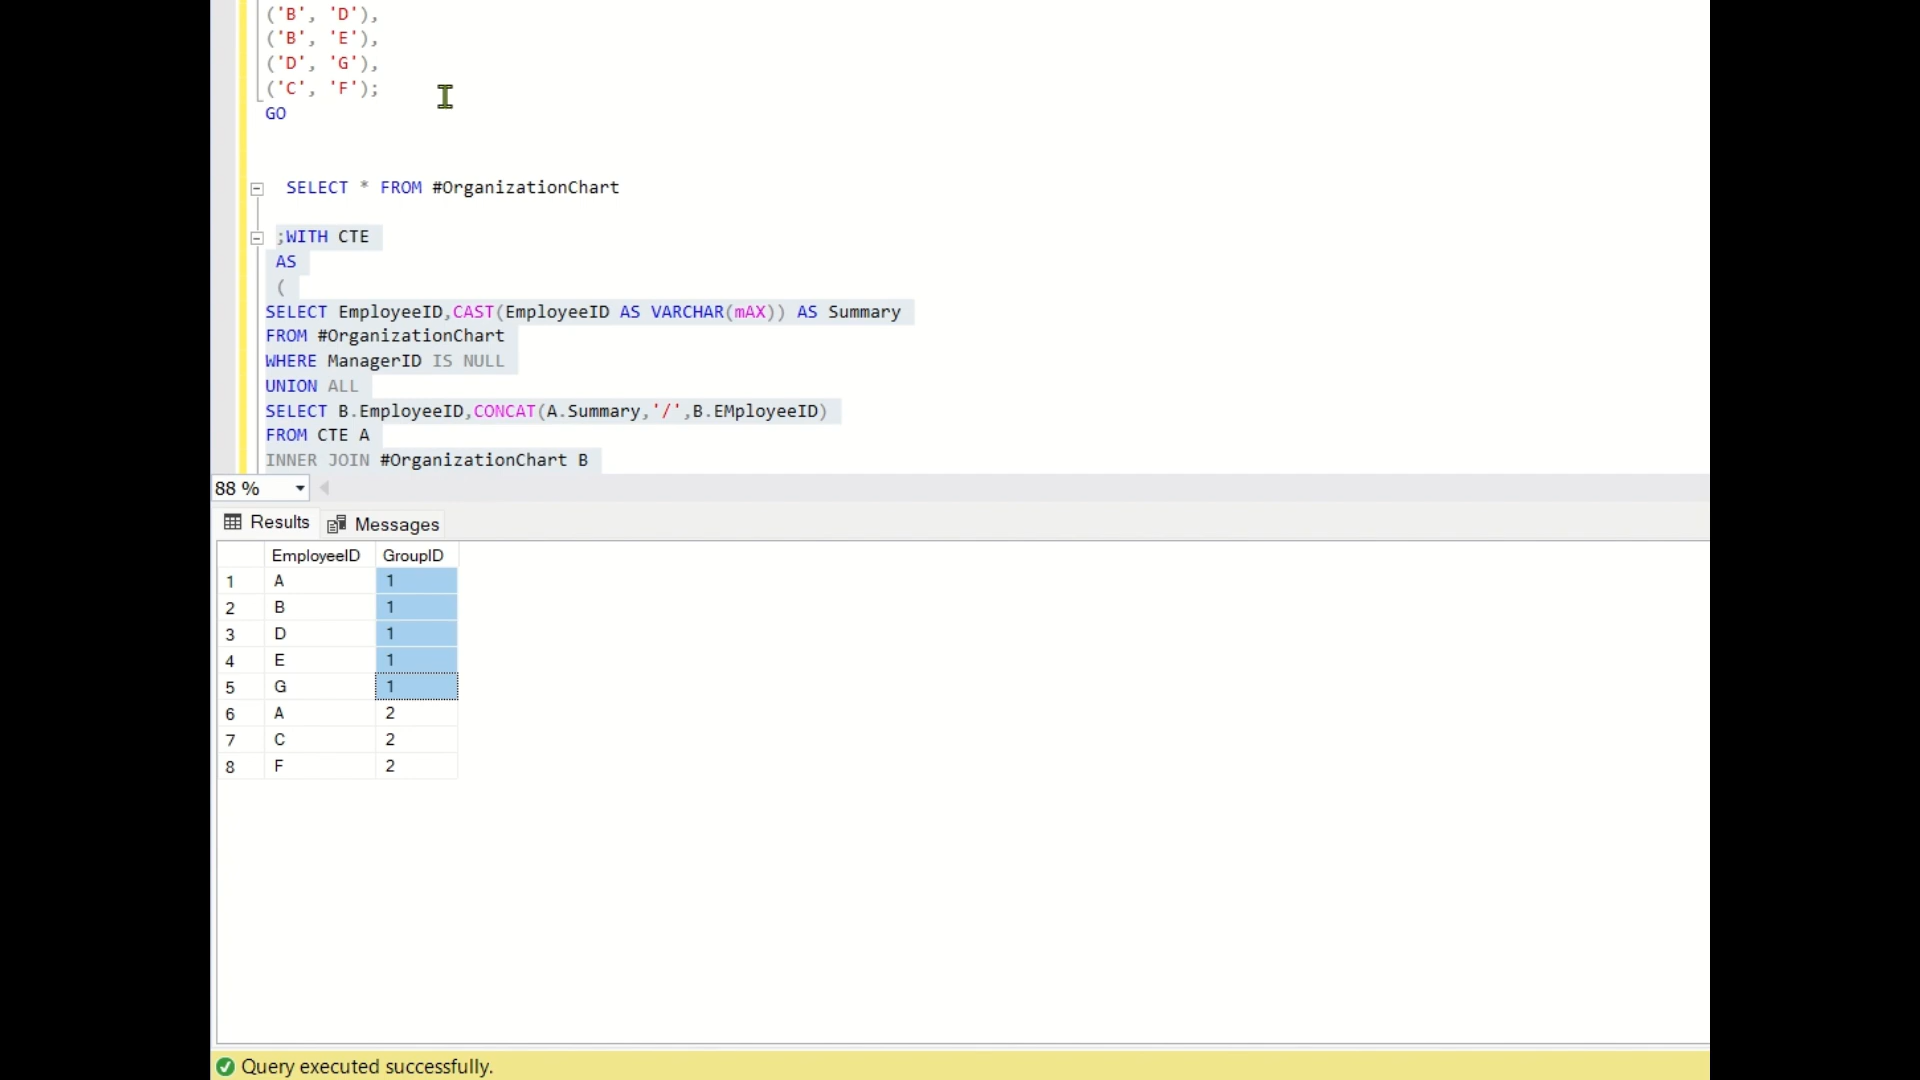 ('B', 'D'),
('B', 'E'),
('D', 'G'),
('C', 'F');
GO
SELECT * FROM #OrganizationChart
;WITH CTE
AS
(
SELECT EmployeeID,CAST(EmployeeID AS VARCHAR(mAX)) AS Summary
FROM #OrganizationChart
WHERE ManagerID IS NULL
UNION ALL
SELECT B.EmployeeID,CONCAT(A.Summary,'/',B.EMployeeID)
FROM CTE A
INNER JOIN #OrganizationChart B
88 %
Results Messages
EmployeeID GroupID
1 A 1
2 B 1
3 D 1
4 E 1
5 G 1
6 A 2
7 C 2
8 F 2
Query executed successfully.